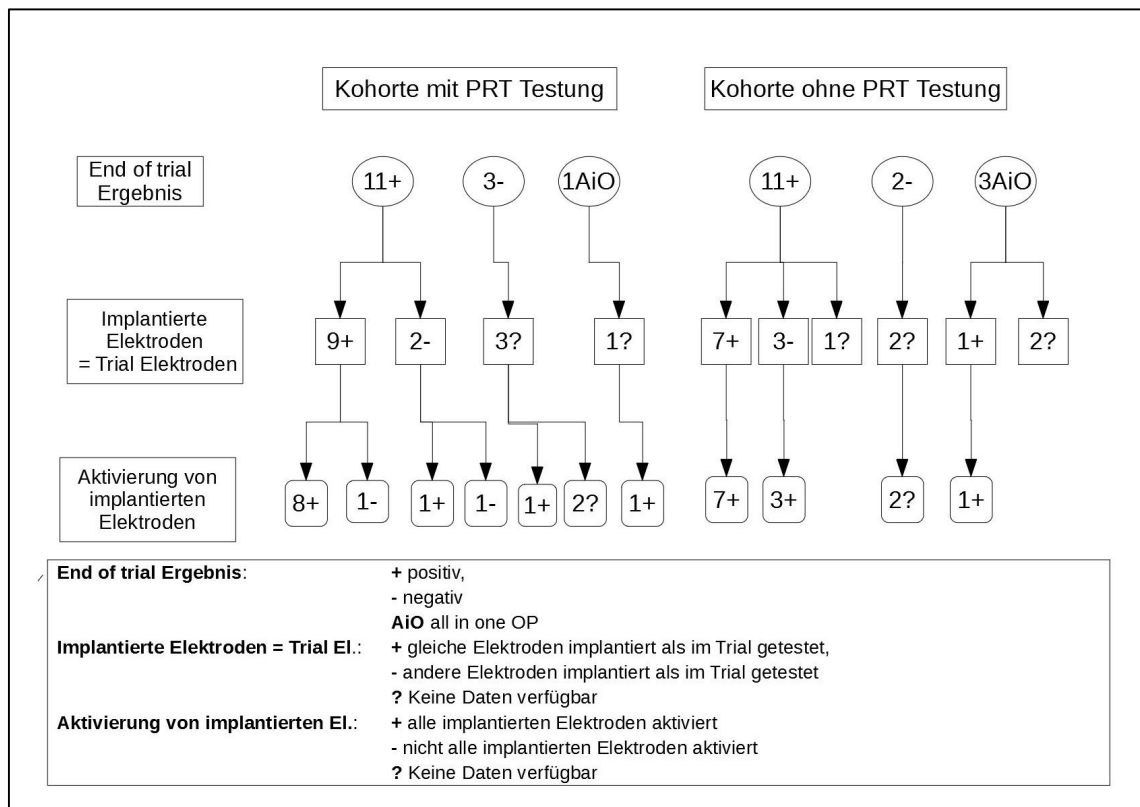 Kohorte mit PRT Testung
Kohorte ohne PRT Testung
End of trial
Ergebnis
11+
3-
1AiO
11+
2-
3AiO
Implantierte
Elektroden
= Trial Elektroden
9+
2-
3?
1?
7+
3-
1?
2?
1+
2?
Aktivierung von
implantierten
Elektroden
8+
1-
1+
1-
1+
2?
1+
7+
3+
2?
1+
End of trial Ergebnis: + positiv,
- negativ
AiO all in one OP
Implantierte Elektroden = Trial El.: + gleiche Elektroden implantiert als im Trial getestet,
- andere Elektroden implantiert als im Trial getestet
? Keine Daten verfügbar
Aktivierung von implantierten El.: + alle implantierten Elektroden aktiviert
- nicht alle implantierten Elektroden aktiviert
? Keine Daten verfügbar